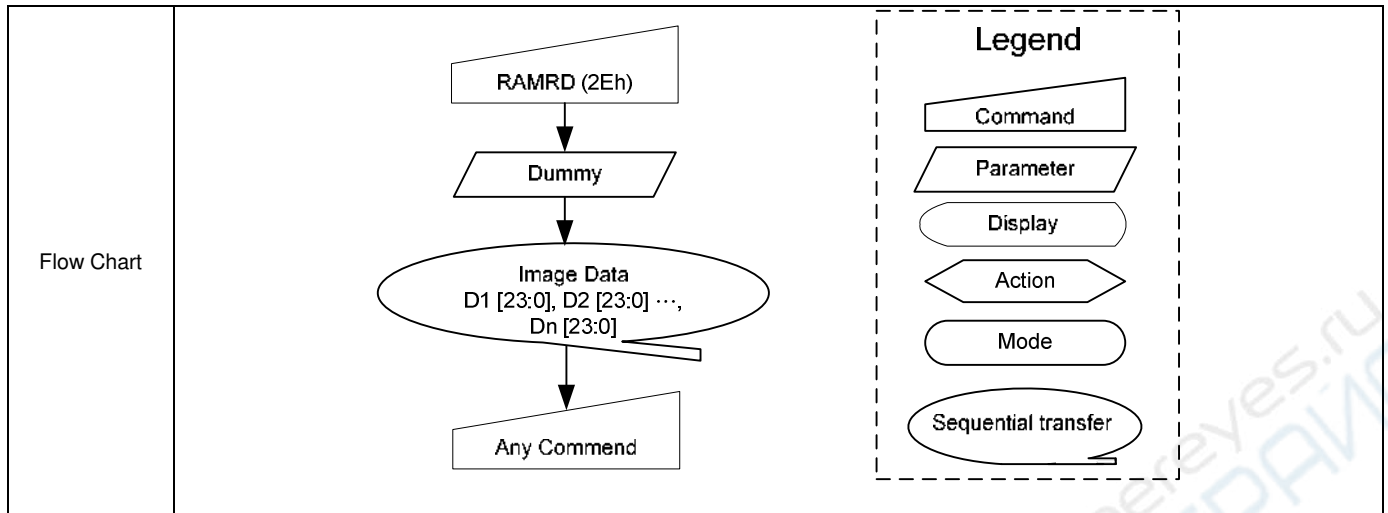 Flow Chart
RAMRD (2Eh)
Dummy
Image Data
D1 [23:0], D2 [23:0] ···,
Dn [23:0]
Any Commend
Legend
Command
Parameter
Display
Action
Mode
Sequential transfer